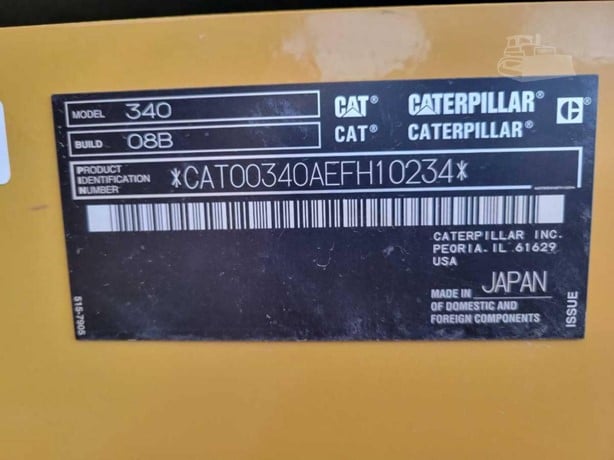 MODEL 340
CAT® CATERPILLAR®
BUILD 08B
CAT® CATERPILLAR®
PRODUCT IDENTIFICATION NUMBER *CAT00340AEFH10234*
CATERPILLAR INC.
PEORIA. IL 61629
USA
MADE IN JAPAN
OF DOMESTIC AND
FOREIGN COMPONENTS
ISSUE
515-7905